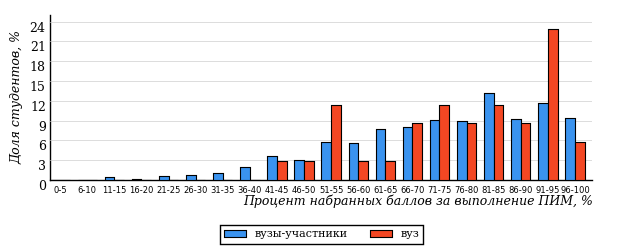 Доля студентов, %
24
21
18
15
12
9
6
3
0
0-5 6-10 11-15 16-20 21-25 26-30 31-35 36-40 41-45 46-50 51-55 56-60 61-65 66-70 71-75 76-80 81-85 86-90 91-95 96-100
Процент набранных баллов за выполнение ПИМ, %
вузы-участники вуз